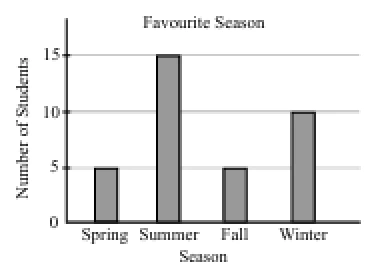 Favourite Season
Number of Students
15
10
5
0
Spring Summer Fall Winter
Season